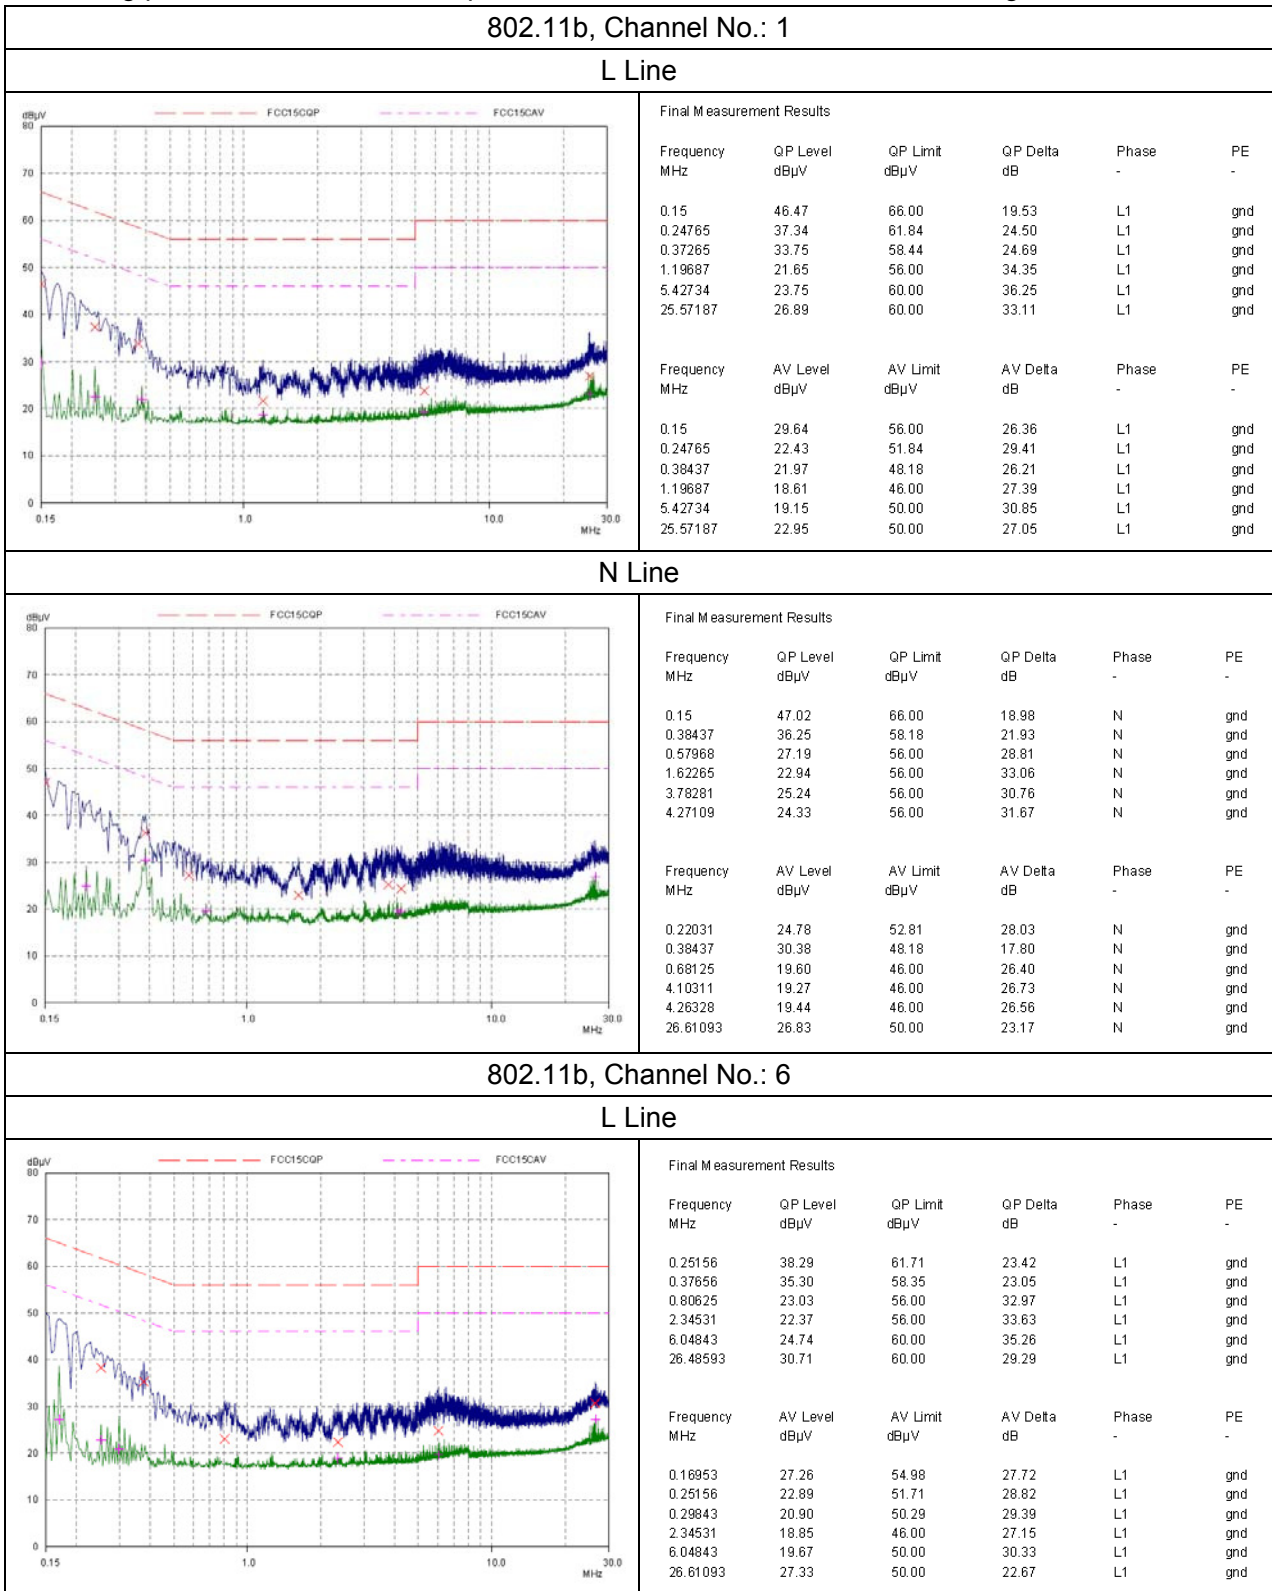 802.11b, Channel No.: 1
L Line
dBµV
FCC15CQP
FCC15CAV
80
70
60
50
40
30
20
10
0
0.15
1.0
10.0
30.0
MHz
Final Measurement Results
Frequency QP Level QP Limit QP Delta Phase PE
MHz dBµV dBµV dB - -
0.15 46.47 66.00 19.53 L1 gnd
0.24765 37.34 61.84 24.50 L1 gnd
0.37265 33.75 58.44 24.69 L1 gnd
1.19687 21.65 56.00 34.35 L1 gnd
5.42734 23.75 60.00 36.25 L1 gnd
25.57187 26.89 60.00 33.11 L1 gnd
Frequency AV Level AV Limit AV Delta Phase PE
MHz dBµV dBµV dB - -
0.15 29.64 56.00 26.36 L1 gnd
0.24765 22.43 51.84 29.41 L1 gnd
0.38437 21.97 48.18 26.21 L1 gnd
1.19687 18.61 46.00 27.39 L1 gnd
5.42734 19.15 50.00 30.85 L1 gnd
25.57187 22.95 50.00 27.05 L1 gnd
N Line
dBµV
FCC15CQP
FCC15CAV
80
70
60
50
40
30
20
10
0
0.15
1.0
10.0
30.0
MHz
Final Measurement Results
Frequency QP Level QP Limit QP Delta Phase PE
MHz dBµV dBµV dB - -
0.15 47.02 66.00 18.98 N gnd
0.38437 36.25 58.18 21.93 N gnd
0.57968 27.19 56.00 28.81 N gnd
1.62265 22.94 56.00 33.06 N gnd
3.78281 25.24 56.00 30.76 N gnd
4.27109 24.33 56.00 31.67 N gnd
Frequency AV Level AV Limit AV Delta Phase PE
MHz dBµV dBµV dB - -
0.22031 24.78 52.81 28.03 N gnd
0.38437 30.38 48.18 17.80 N gnd
0.68125 19.60 46.00 26.40 N gnd
4.10311 19.27 46.00 26.73 N gnd
4.26328 19.44 46.00 26.56 N gnd
26.61093 26.83 50.00 23.17 N gnd
802.11b, Channel No.: 6
L Line
dBµV
FCC15CQP
FCC15CAV
80
70
60
50
40
30
20
10
0
0.15
1.0
10.0
30.0
MHz
Final Measurement Results
Frequency QP Level QP Limit QP Delta Phase PE
MHz dBµV dBµV dB - -
0.25156 38.29 61.71 23.42 L1 gnd
0.37656 35.30 58.35 23.05 L1 gnd
0.80625 23.03 56.00 32.97 L1 gnd
2.34531 22.37 56.00 33.63 L1 gnd
6.04843 24.74 60.00 35.26 L1 gnd
26.48593 30.71 60.00 29.29 L1 gnd
Frequency AV Level AV Limit AV Delta Phase PE
MHz dBµV dBµV dB - -
0.16953 27.26 54.98 27.72 L1 gnd
0.25156 22.89 51.71 28.82 L1 gnd
0.29843 20.90 50.29 29.39 L1 gnd
2.34531 18.85 46.00 27.15 L1 gnd
6.04843 19.67 50.00 30.33 L1 gnd
26.61093 27.33 50.00 22.67 L1 gnd